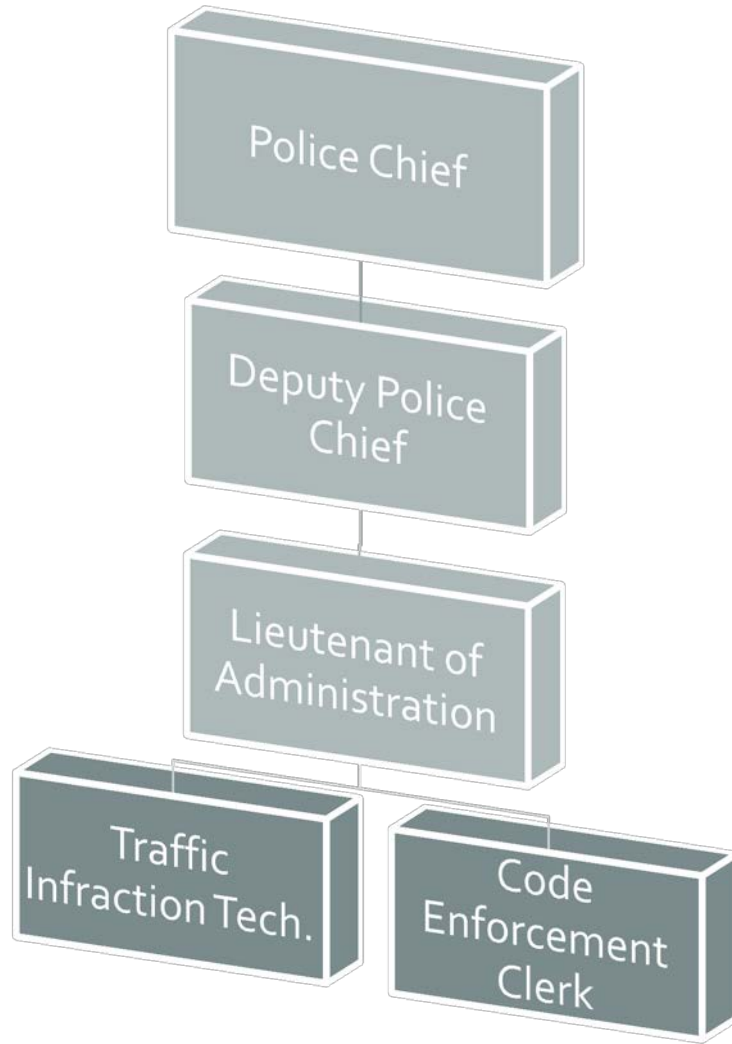 Police Chief
Deputy Police
Chief
Lieutenant of
Administration
Traffic
Infraction Tech.
Code
Enforcement
Clerk